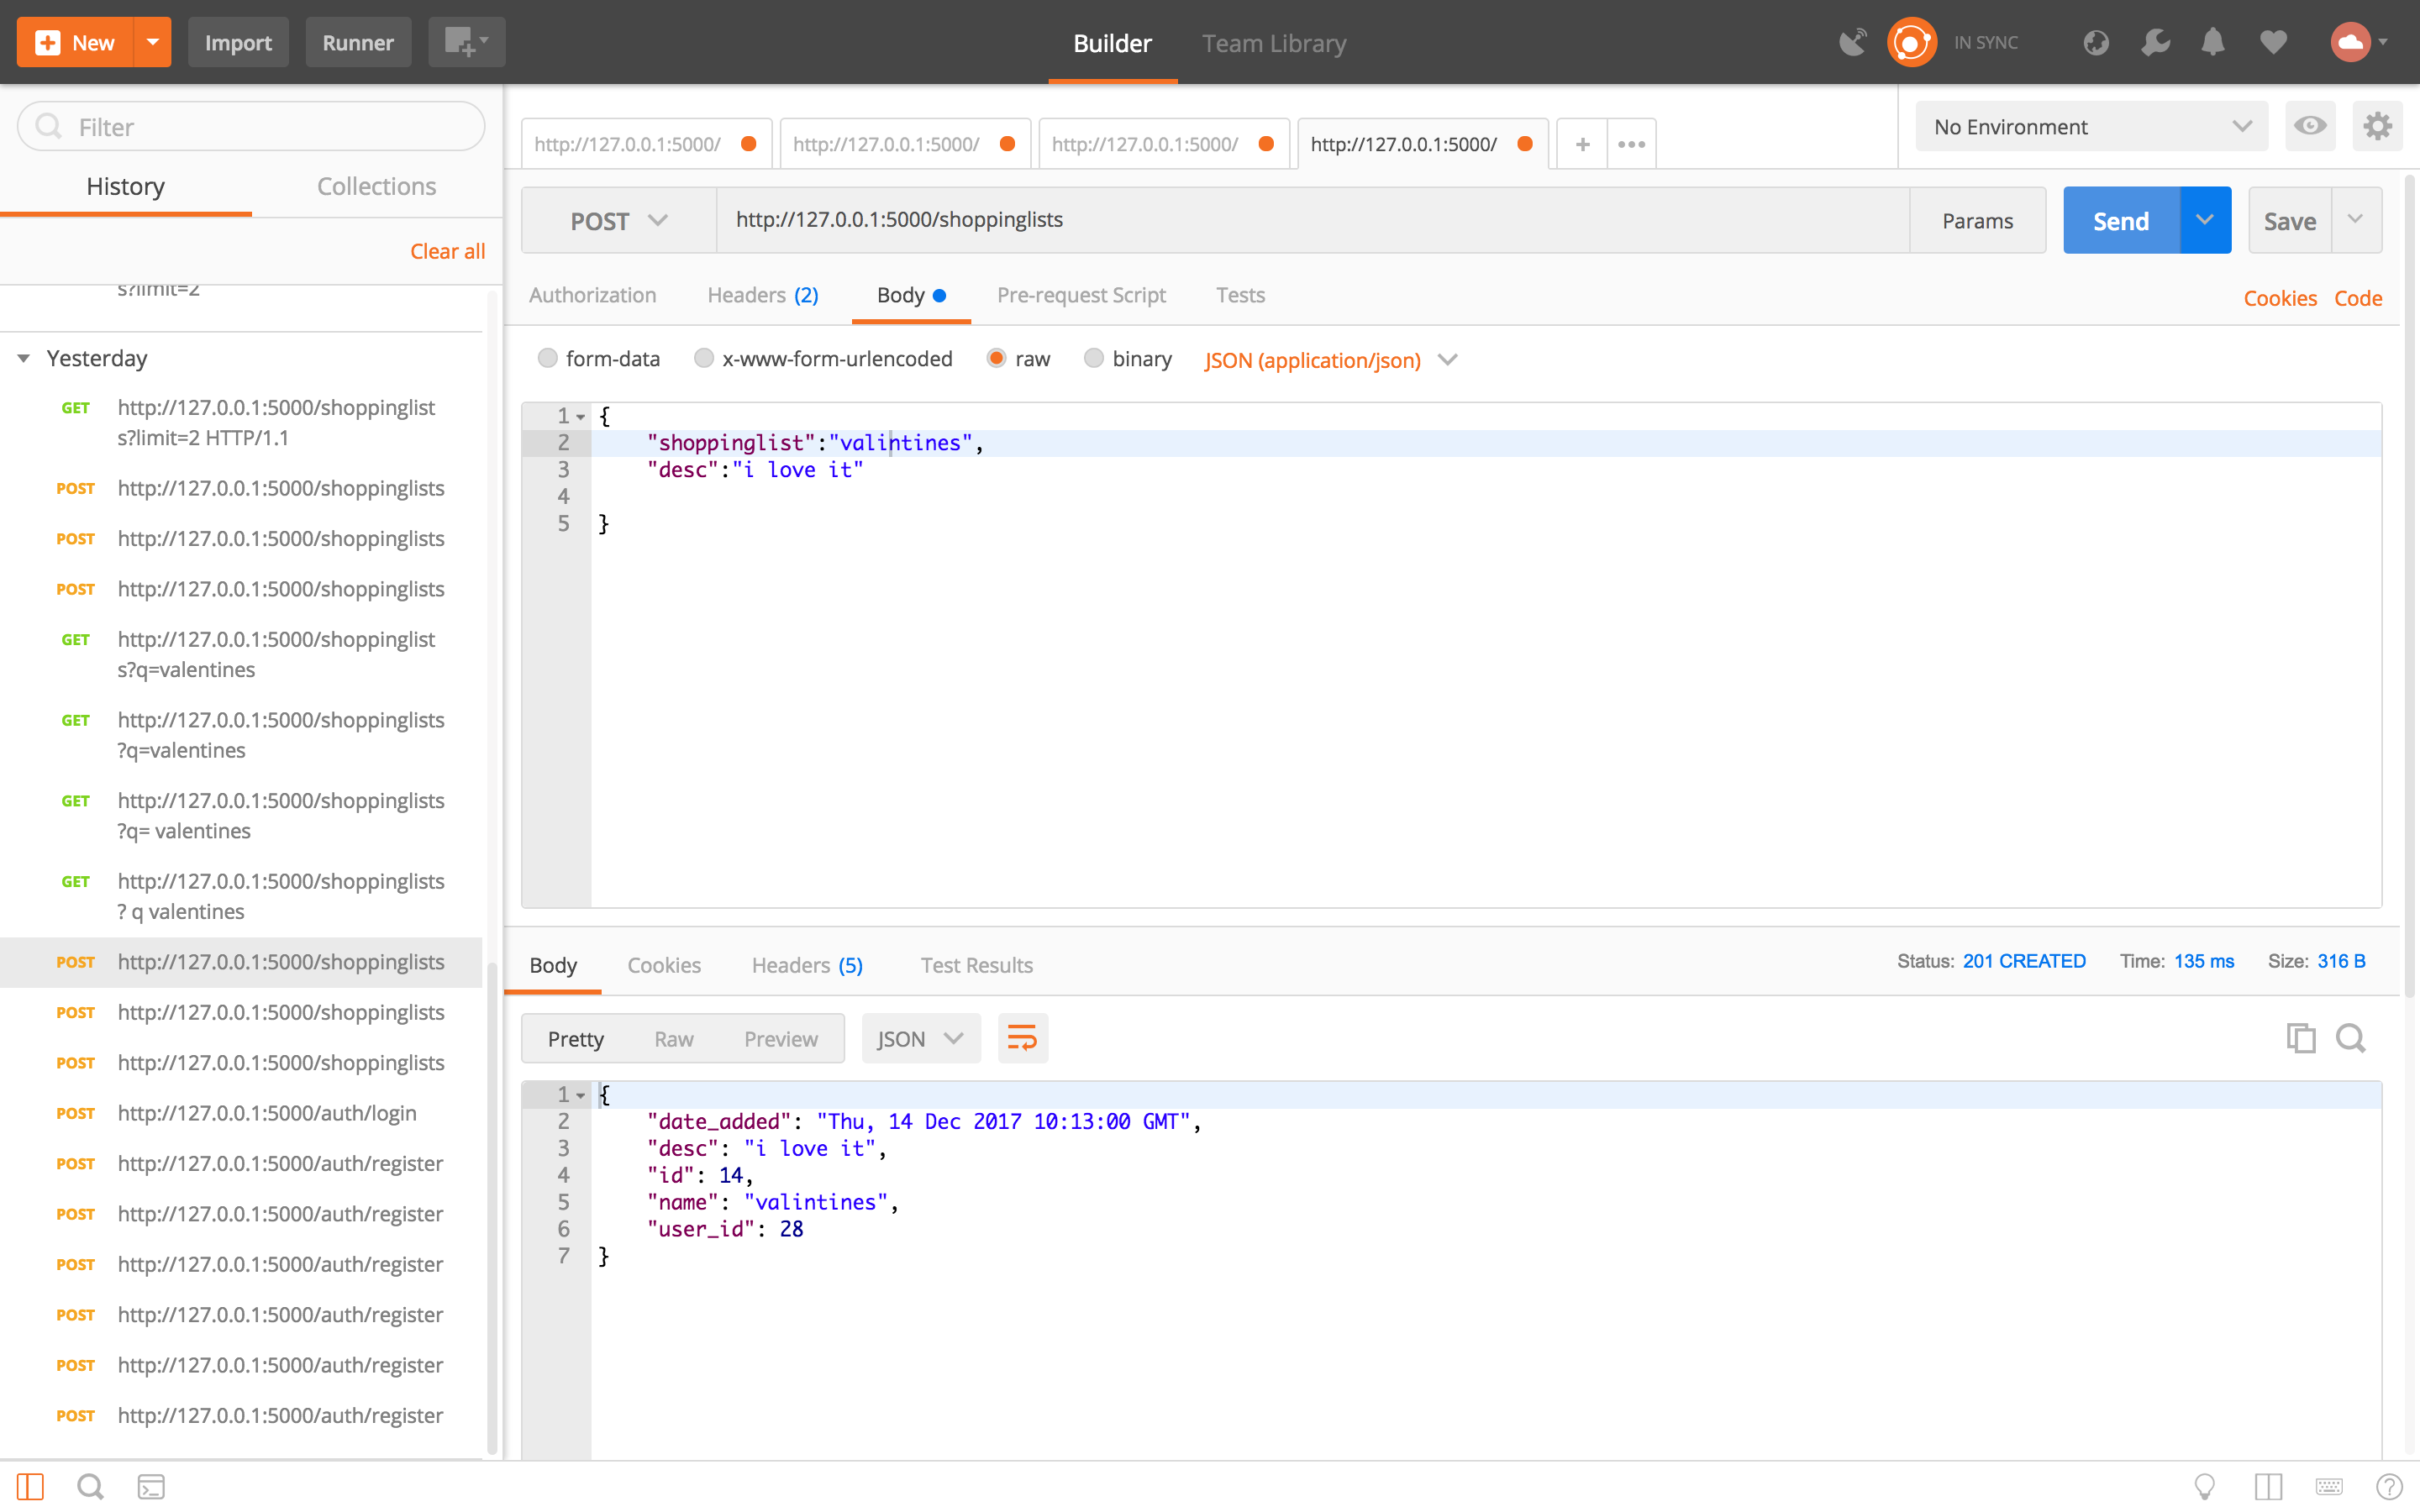 New
Import
Runner
Builder
Team Library
IN SYNC
Filter
History
Collections
Clear all
s?limit=2
Yesterday
GET http://127.0.0.1:5000/shoppinglist
s?limit=2 HTTP/1.1
POST http://127.0.0.1:5000/shoppinglists
POST http://127.0.0.1:5000/shoppinglists
POST http://127.0.0.1:5000/shoppinglists
GET http://127.0.0.1:5000/shoppinglist
s?q=valentines
GET http://127.0.0.1:5000/shoppinglists
?q=valentines
GET http://127.0.0.1:5000/shoppinglists
?q= valentines
GET http://127.0.0.1:5000/shoppinglists
? q valentines
POST http://127.0.0.1:5000/shoppinglists
POST http://127.0.0.1:5000/shoppinglists
POST http://127.0.0.1:5000/shoppinglists
POST http://127.0.0.1:5000/auth/login
POST http://127.0.0.1:5000/auth/register
POST http://127.0.0.1:5000/auth/register
POST http://127.0.0.1:5000/auth/register
POST http://127.0.0.1:5000/auth/register
POST http://127.0.0.1:5000/auth/register
POST http://127.0.0.1:5000/auth/register
http://127.0.0.1:5000/
http://127.0.0.1:5000/
http://127.0.0.1:5000/
http://127.0.0.1:5000/
No Environment
POST
http://127.0.0.1:5000/shoppinglists
Params
Send
Save
Authorization
Headers (2)
Body
Pre-request Script
Tests
Cookies
Code
form-data
x-www-form-urlencoded
raw
binary
JSON (application/json)
1 {
2 "shoppinglist":"valintines",
3 "desc":"i love it"
4
5 }
Body
Cookies
Headers (5)
Test Results
Status: 201 CREATED
Time: 135 ms
Size: 316 B
Pretty
Raw
Preview
JSON
1 {
2 "date_added": "Thu, 14 Dec 2017 10:13:00 GMT",
3 "desc": "i love it",
4 "id": 14,
5 "name": "valintines",
6 "user_id": 28
7 }